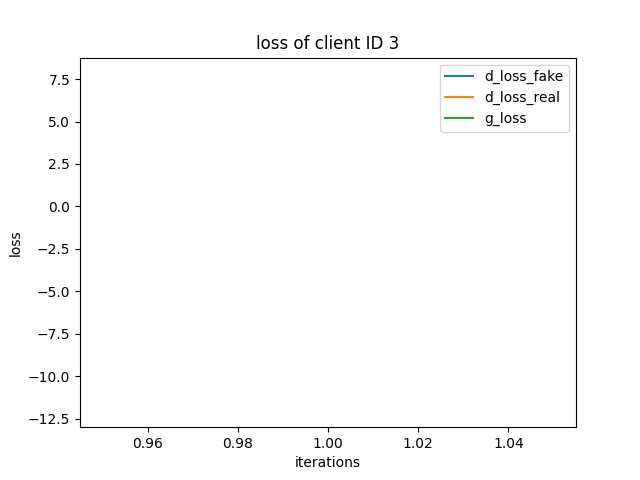 loss of client ID 3
d_loss_fake
d_loss_real
g_loss
7.5
5.0
2.5
0.0
−2.5
−5.0
−7.5
−10.0
−12.5
loss
0.96 0.98 1.00 1.02 1.04
iterations